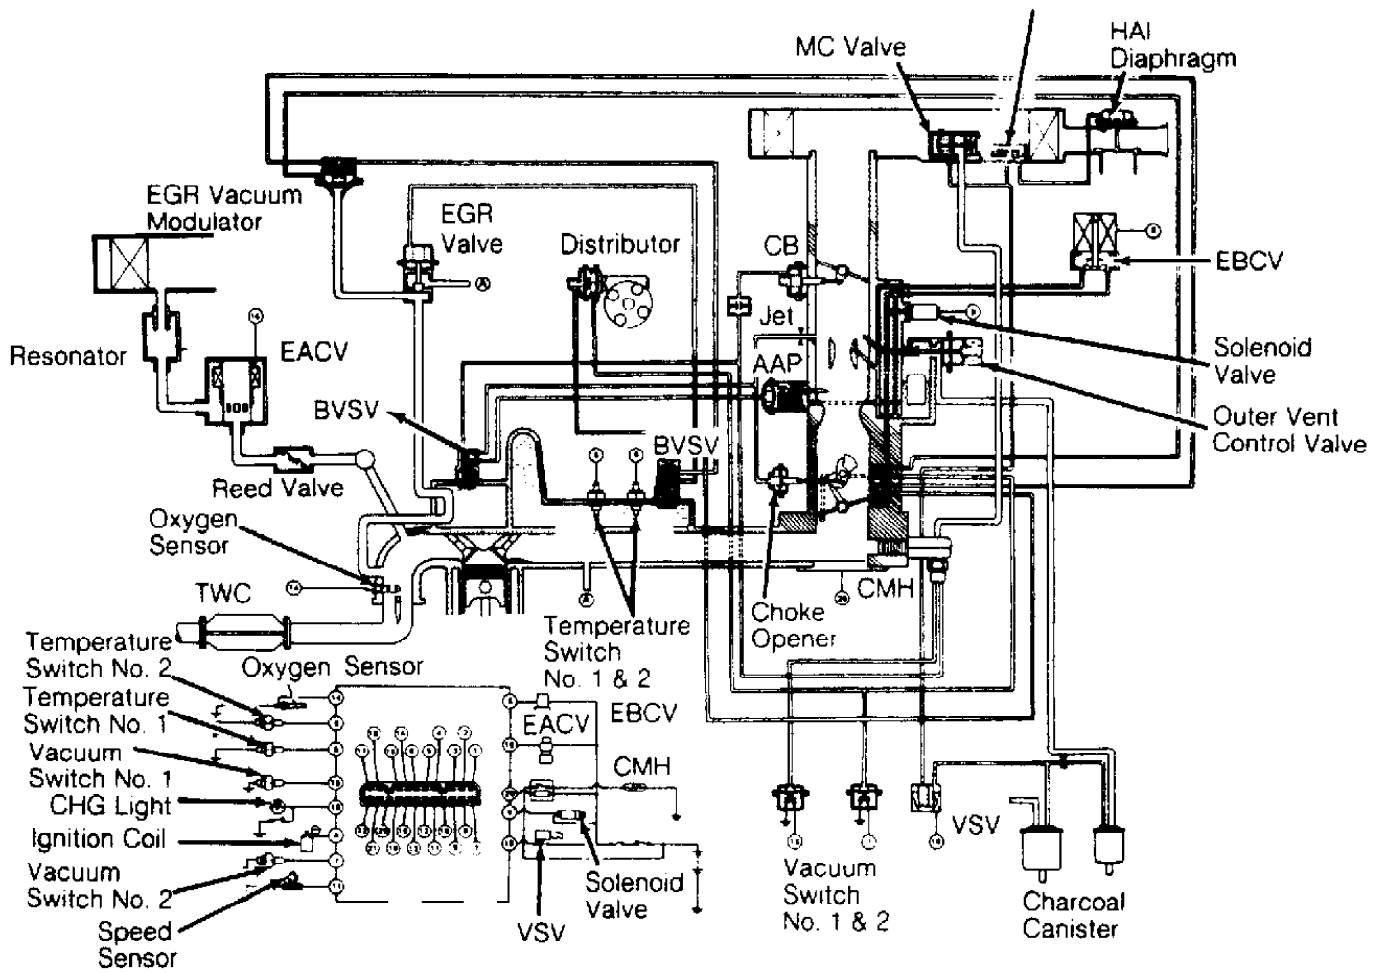 MC Valve
HAI
Diaphragm
EGR Vacuum
Modulator
EGR
Valve
Distributor
CB
EBCV
A
Jet
Resonator
EACV
AAP
Solenoid
Valve
BVSV
BVSV
Outer Vent
Control Valve
Reed Valve
Oxygen
Sensor
TWC
A
CMH
Choke
Opener
Temperature
Switch
No. 1 & 2
Temperature
Switch No. 2
Oxygen Sensor
Temperature
Switch No. 1
EACV
EBCV
Vacuum
Switch No. 1
CMH
CHG Light
Ignition Coil
Vacuum
Switch No. 2
Solenoid
Valve
VSV
Speed
Sensor
VSV
Vacuum
Switch
No. 1 & 2
Charcoal
Canister